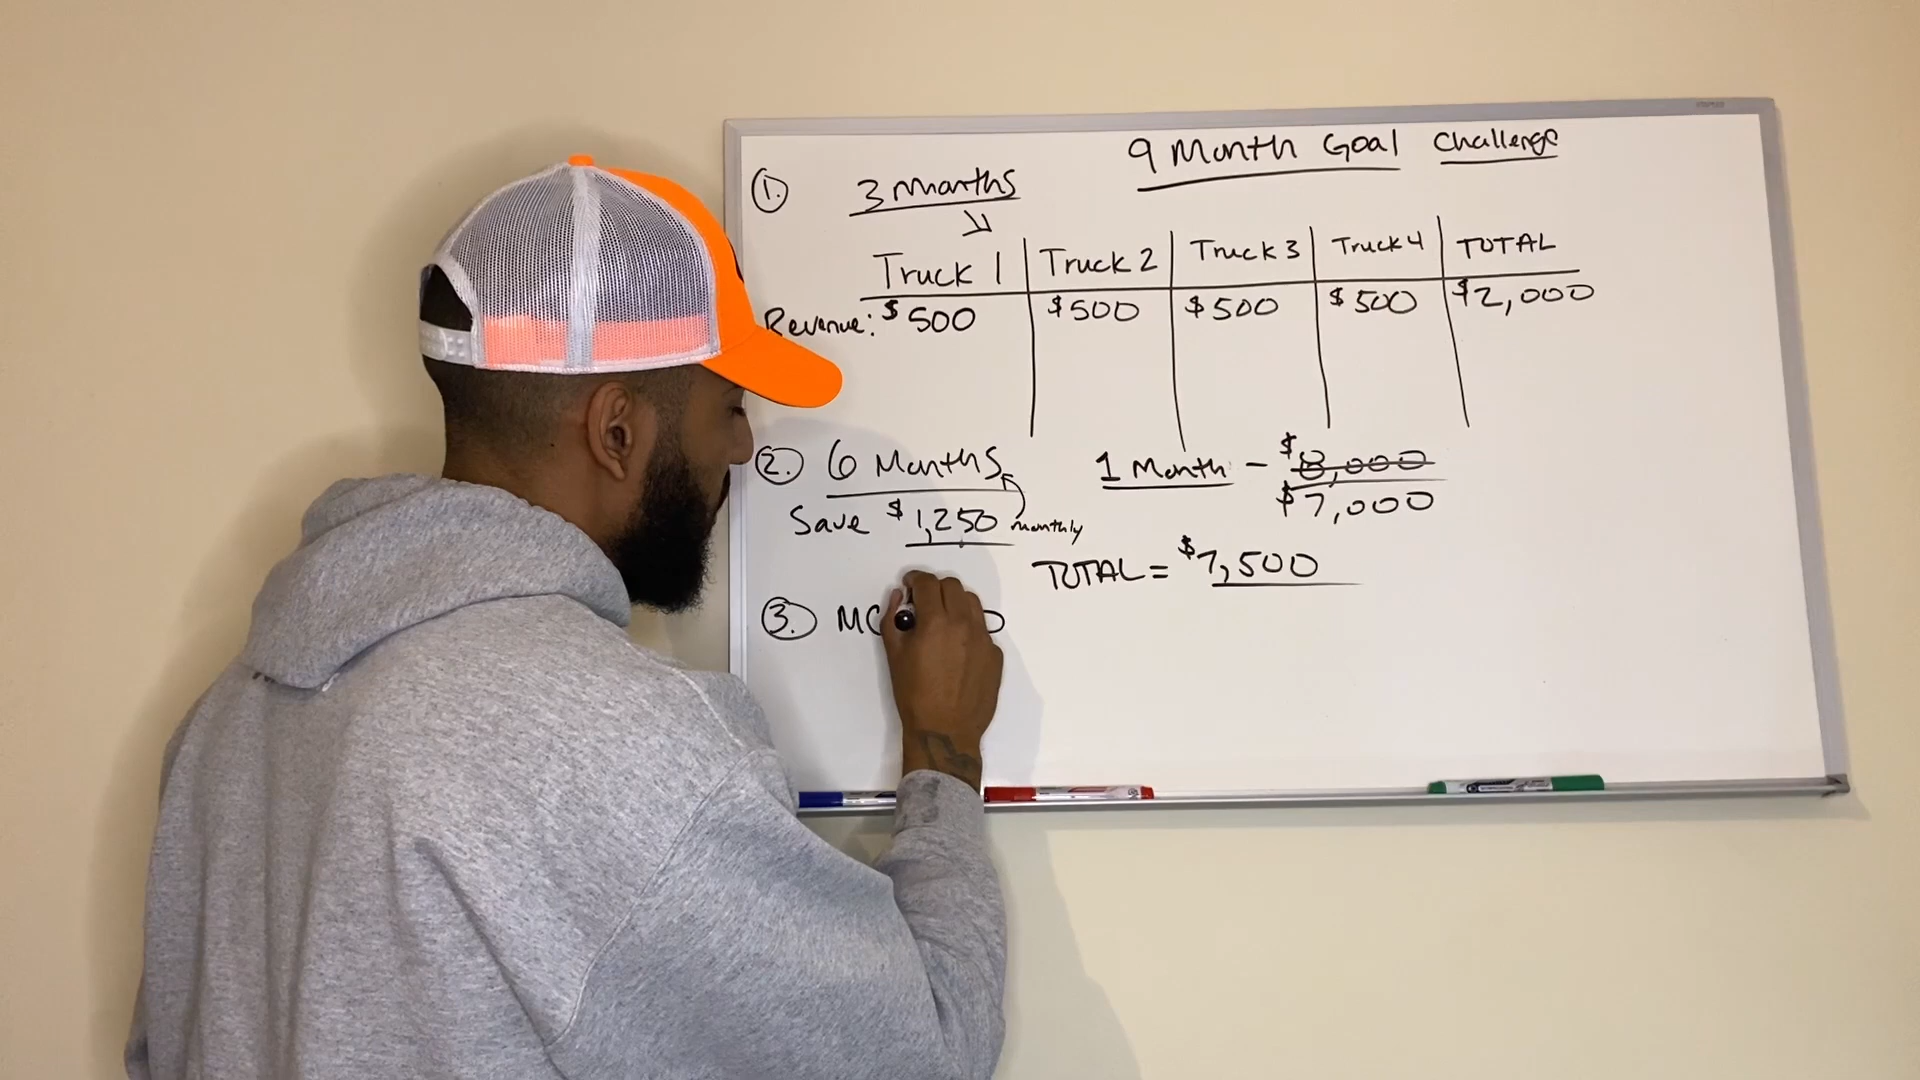 9 Month Goal Challenge
1. 3 Months
Truck 1 Truck 2 Truck 3 Truck 4 TOTAL
Revenue: $500 $500 $500 $500 $2,000
2. 6 Months 1 Month - $8,000
$7,000
Save $1,250 monthly
TOTAL = $7,500
3.